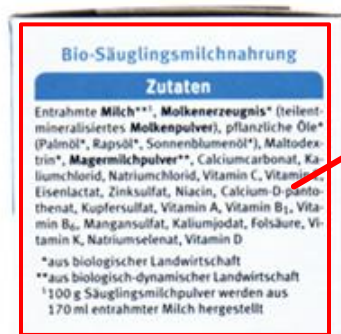 Bio-Säuglingsmilchnahrung
Zutaten
Entrahmte Milch**¹, Molkenerzeugnis* (teilent-
mineralisiertes Molkenpulver), pflanzliche Öle*
(Palmöl*, Rapsöl*, Sonnenblumenöl*), Maltodex-
trin*, Magermilchpulver**, Calciumcarbonat, Ka-
liumchlorid, Natriumchlorid, Vitamin C, Vitamin
Eisenlactat, Zinksulfat, Niacin, Calcium-D-panto-
thenat, Kupfersulfat, Vitamin A, Vitamin B₁, Vita-
min B₆, Mangansulfat, Kaliumjodat, Folsäure, Vi-
tamin K, Natriumselenat, Vitamin D
*aus biologischer Landwirtschaft
**aus biologisch-dynamischer Landwirtschaft
¹100 g Säuglingsmilchpulver werden aus
170 ml entrahmter Milch hergestellt